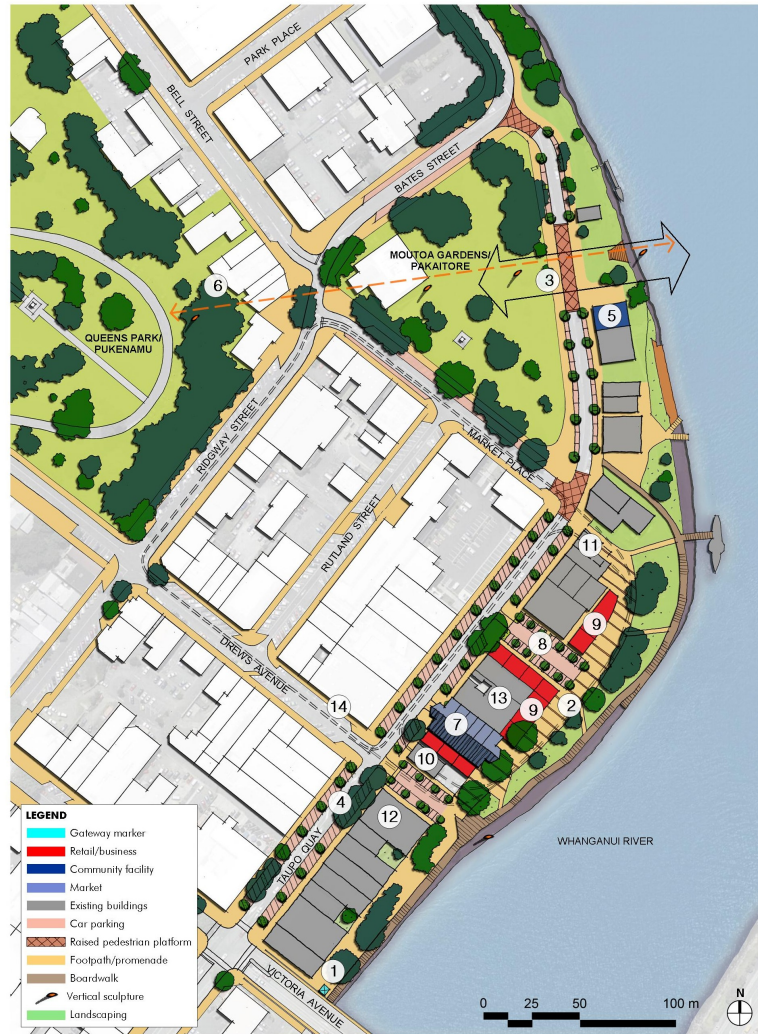 PARK PLACE
BELL STREET
BATES STREET
MOUTOA GARDENS/
PAKAITORE
3
6
5
QUEENS PARK/
PUKENAMU
RIDGWAY STREET
MARKET PLACE
RUTLAND STREET
11
9
8
DREWS AVENUE
13
2
14
7
9
10
4
12
WHANGANUI RIVER
TAUPO QUAY
1
VICTORIA AVENUE
LEGEND
Gateway marker
Retail/business
Community facility
Market
Existing buildings
Car parking
Raised pedestrian platform
Footpath/promenade
Boardwalk
Vertical sculpture
Landscaping
N
0 25 50 100 m